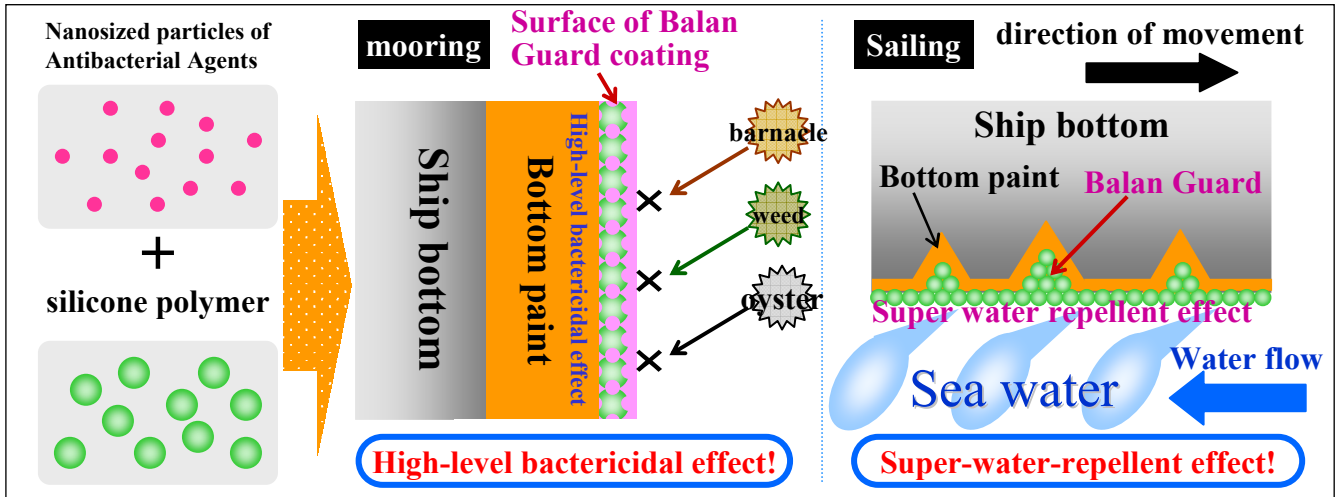 Nanosized particles of
Antibacterial Agents
+
silicone polymer
mooring
Surface of Balan
Guard coating
Ship bottom
Bottom paint
High-level bactericidal effect
barnacle
weed
oyster
High-level bactericidal effect!
Sailing
direction of movement
Ship bottom
Bottom paint
Balan Guard
Super water repellent effect
Sea water
Water flow
Super-water-repellent effect!